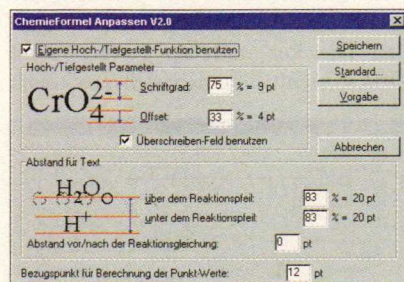 ChemieFormel Anpassen V2.0
Eigene Hoch-/Tiefgestellt-Funktion benutzen
Speichern
Hoch-/Tiefgestellt Parameter
Standard...
CrO 2- 4
Schriftgrad: 75 % = 9 pt
Vorgabe
Offset: 33 % = 4 pt
Überschreiben-Feld benutzen
Abbrechen
Abstand für Text
H2O
über dem Reaktionspfeil: 83 % = 20 pt
H+
unter dem Reaktionspfeil: 83 % = 20 pt
Abstand vor/nach der Reaktionsgleichung: 0 pt
Bezugspunkt für Berechnung der Punkt-Werte: 12 pt